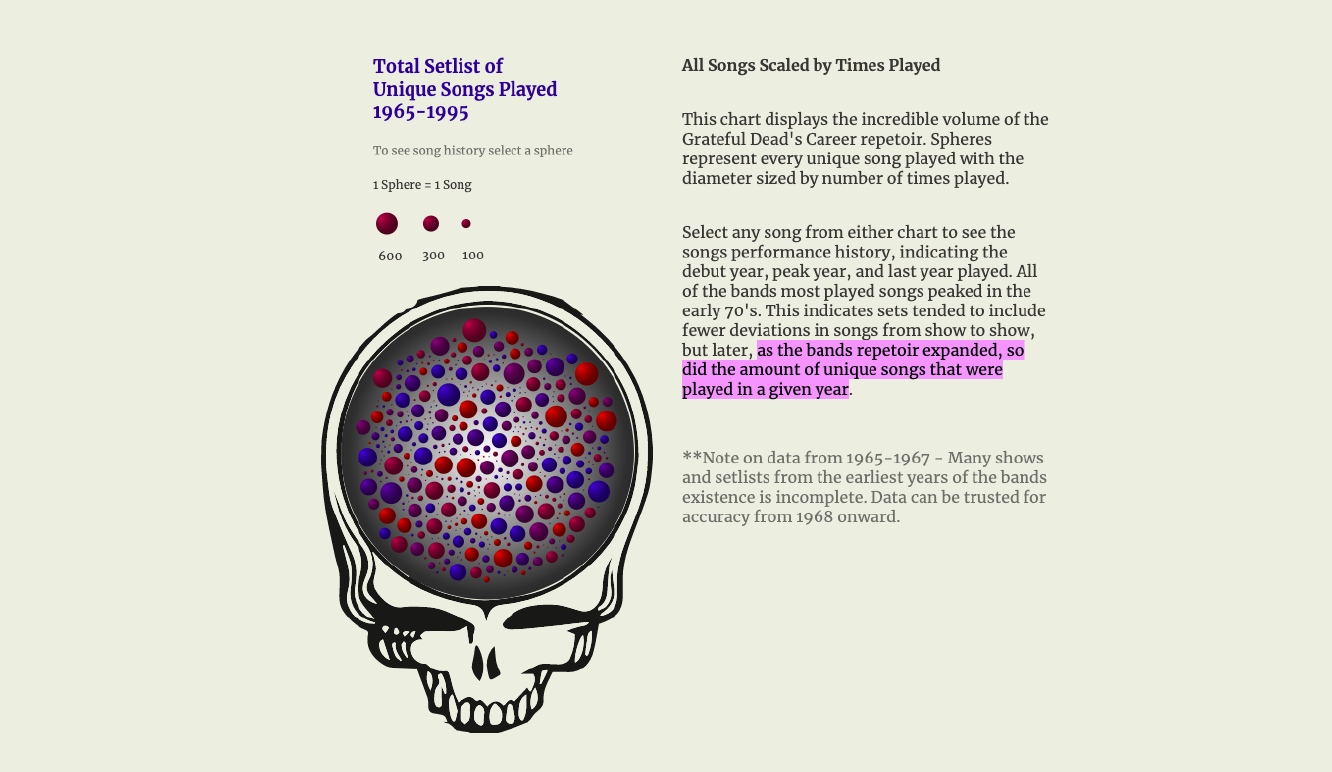 Total Setlist of
Unique Songs Played
1965-1995
To see song history select a sphere
1 Sphere = 1 Song
600 300 100
All Songs Scaled by Times Played
This chart displays the incredible volume of the
Grateful Dead's Career repetoir. Spheres
represent every unique song played with the
diameter sized by number of times played.
Select any song from either chart to see the
songs performance history, indicating the
debut year, peak year, and last year played. All
of the bands most played songs peaked in the
early 70's. This indicates sets tended to include
fewer deviations in songs from show to show,
but later, as the bands repetoir expanded, so
did the amount of unique songs that were
played in a given year.
**Note on data from 1965-1967 - Many shows
and setlists from the earliest years of the bands
existence is incomplete. Data can be trusted for
accuracy from 1968 onward.